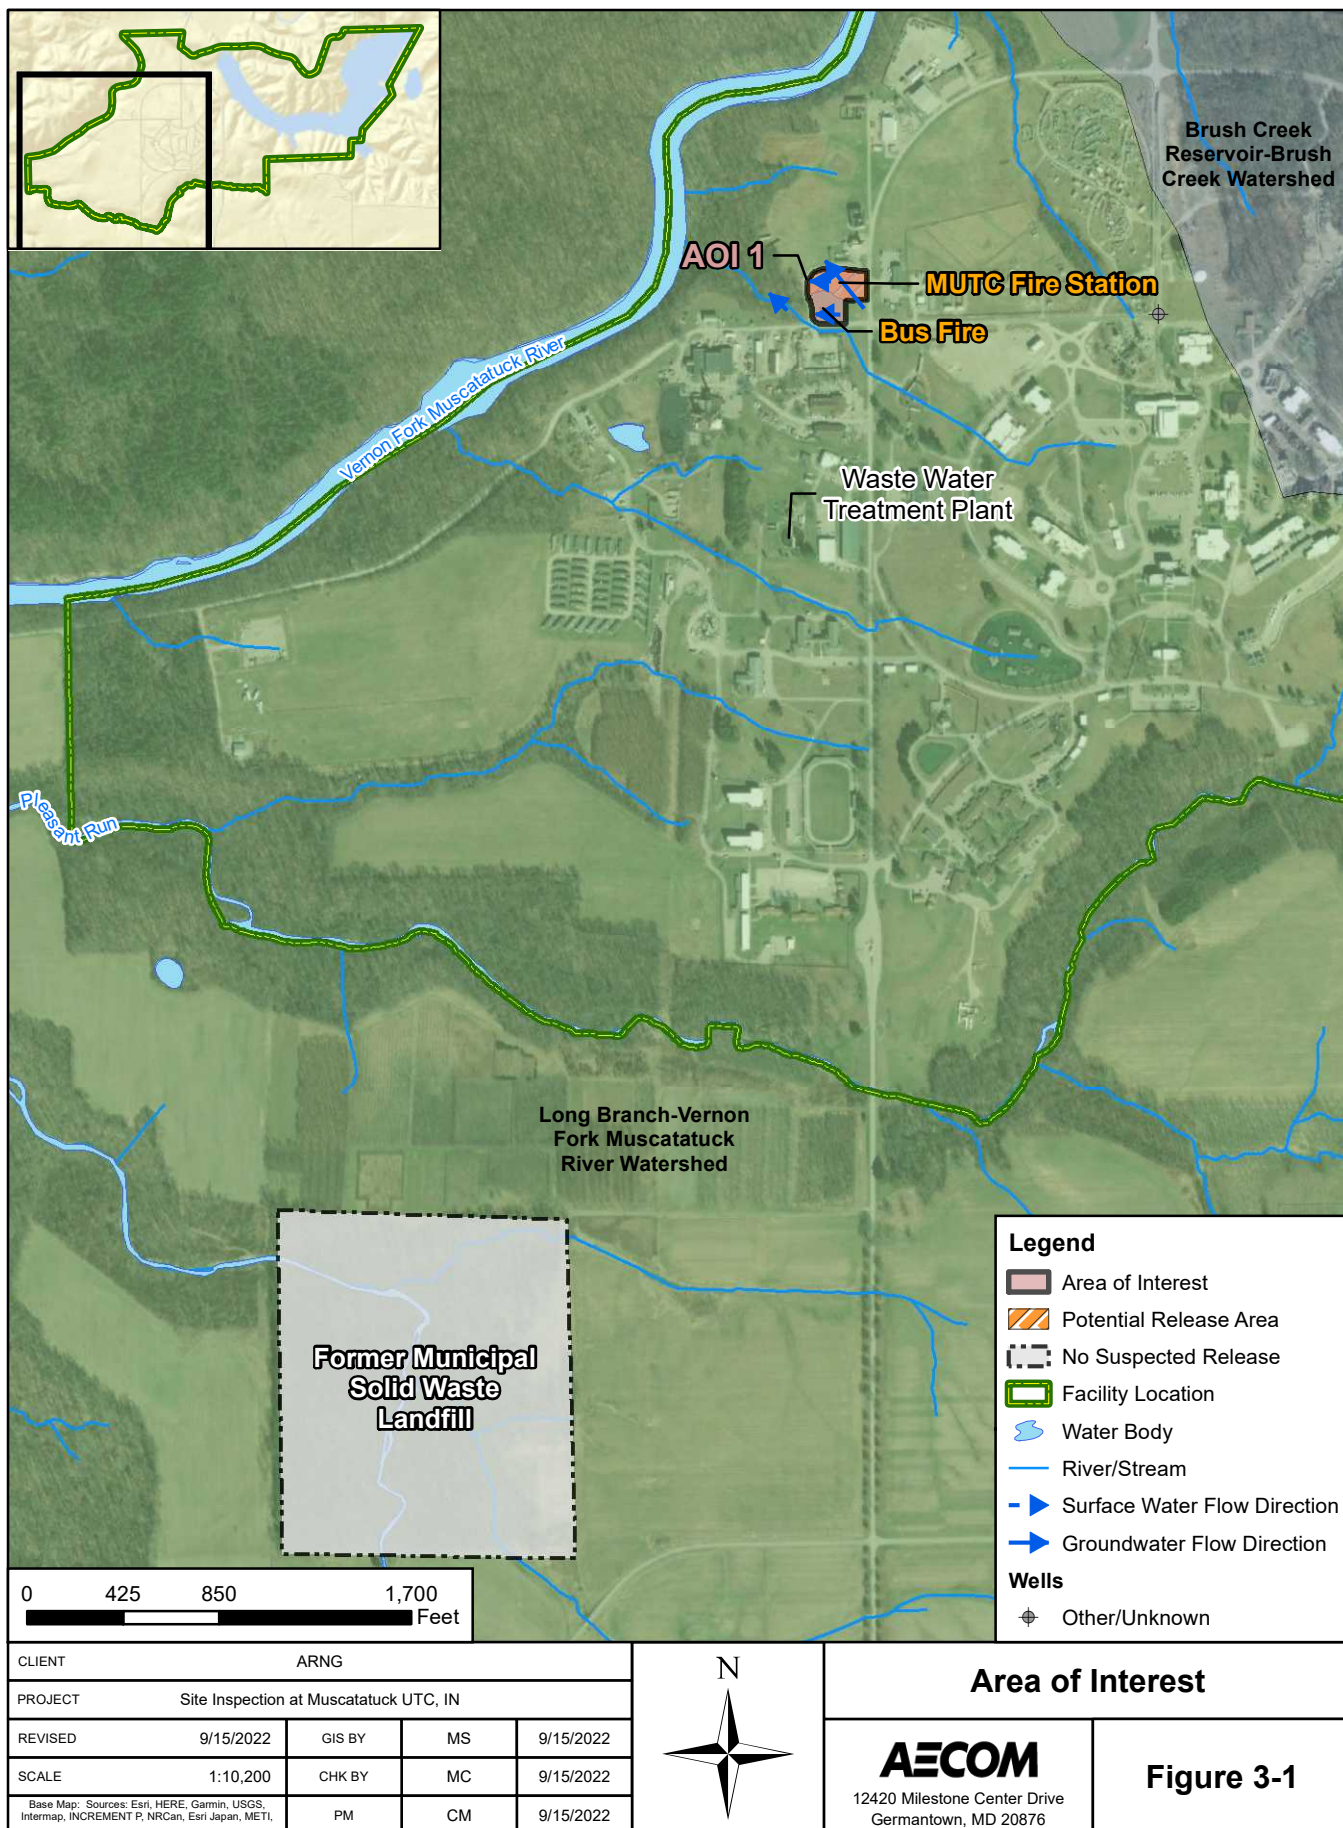 Brush Creek
Reservoir-Brush
Creek Watershed
AOI 1
MUTC Fire Station
Bus Fire
Vernon Fork Muscatatuck River
Waste Water
Treatment Plant
Pleasant Run
Long Branch-Vernon
Fork Muscatatuck
River Watershed
Former Municipal
Solid Waste
Landfill
Legend
Area of Interest
Potential Release Area
No Suspected Release
Facility Location
Water Body
River/Stream
Surface Water Flow Direction
Groundwater Flow Direction
Wells
Other/Unknown
0 425 850 1,700
Feet
CLIENT ARNG
PROJECT Site Inspection at Muscatatuck UTC, IN
REVISED 9/15/2022 GIS BY MS 9/15/2022
SCALE 1:10,200 CHK BY MC 9/15/2022
Base Map: Sources: Esri, HERE, Garmin, USGS,
Intermap, INCREMENT P, NRCan, Esri Japan, METI,
PM CM 9/15/2022
N
Area of Interest
AECOM
12420 Milestone Center Drive
Germantown, MD 20876
Figure 3-1